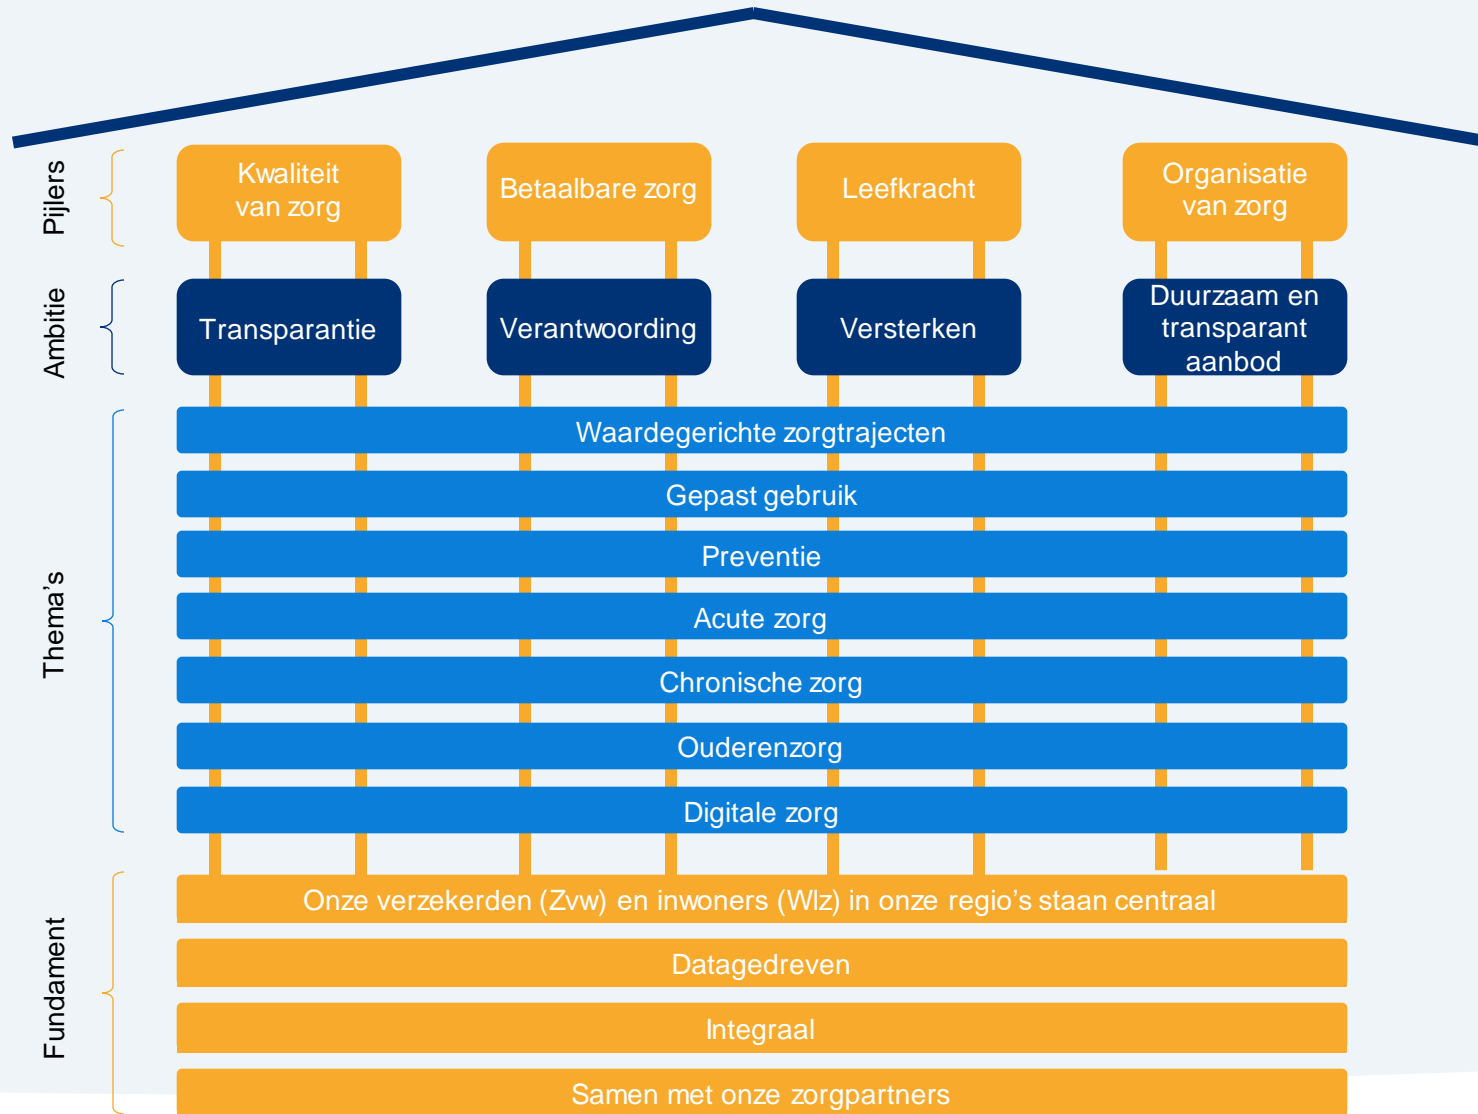 Pijlers
Kwaliteit
van zorg
Betaalbare zorg
Leefkracht
Organisatie
van zorg
Ambitie
Transparantie
Verantwoording
Versterken
Duurzaam en
transparant
aanbod
Thema's
Waardegerichte zorgtrajecten
Gepast gebruik
Preventie
Acute zorg
Chronische zorg
Ouderenzorg
Digitale zorg
Fundament
Onze verzekerden (Zvw) en inwoners (Wlz) in onze regio's staan centraal
Datagedreven
Integraal
Samen met onze zorgpartners